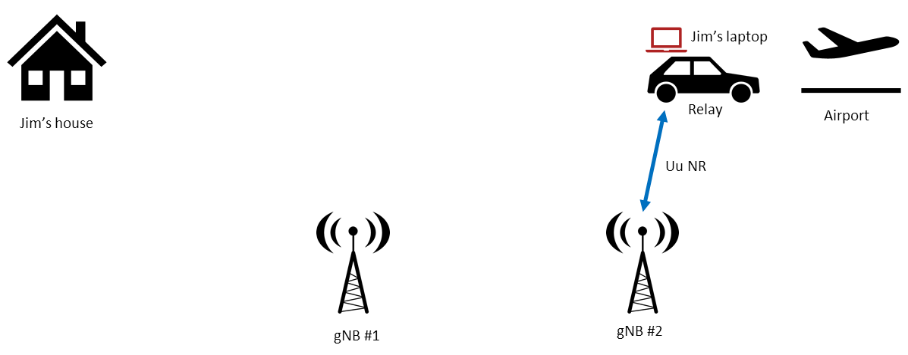 Jim's laptop
Jim's house
Relay
Airport
Uu NR
gNB #1
gNB #2